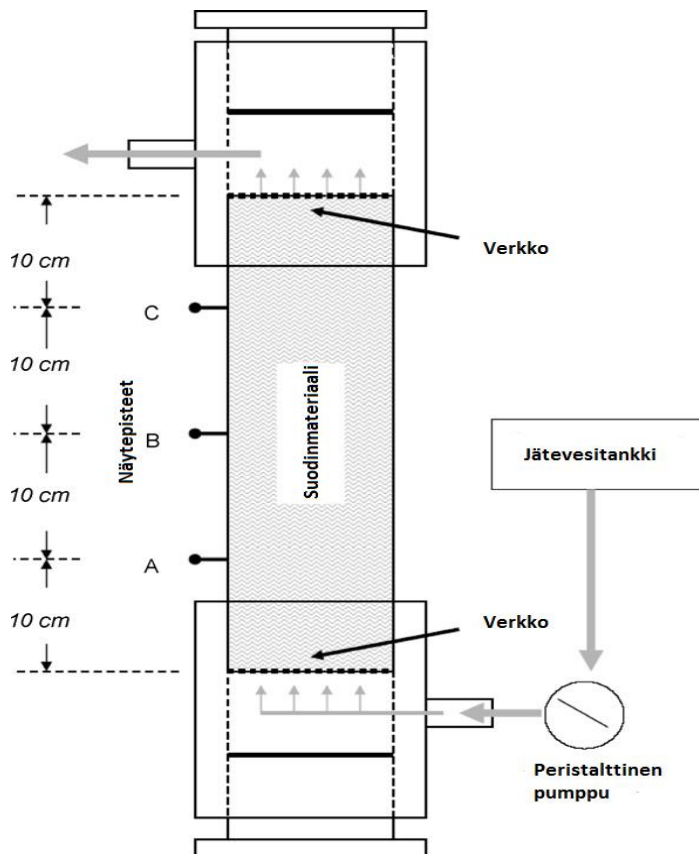 Verkko
10 cm
C
10 cm
Näytepisteet
Suodinmateriaali
B
Jätevesitankki
10 cm
A
10 cm
Verkko
Peristalttinen
pumppu